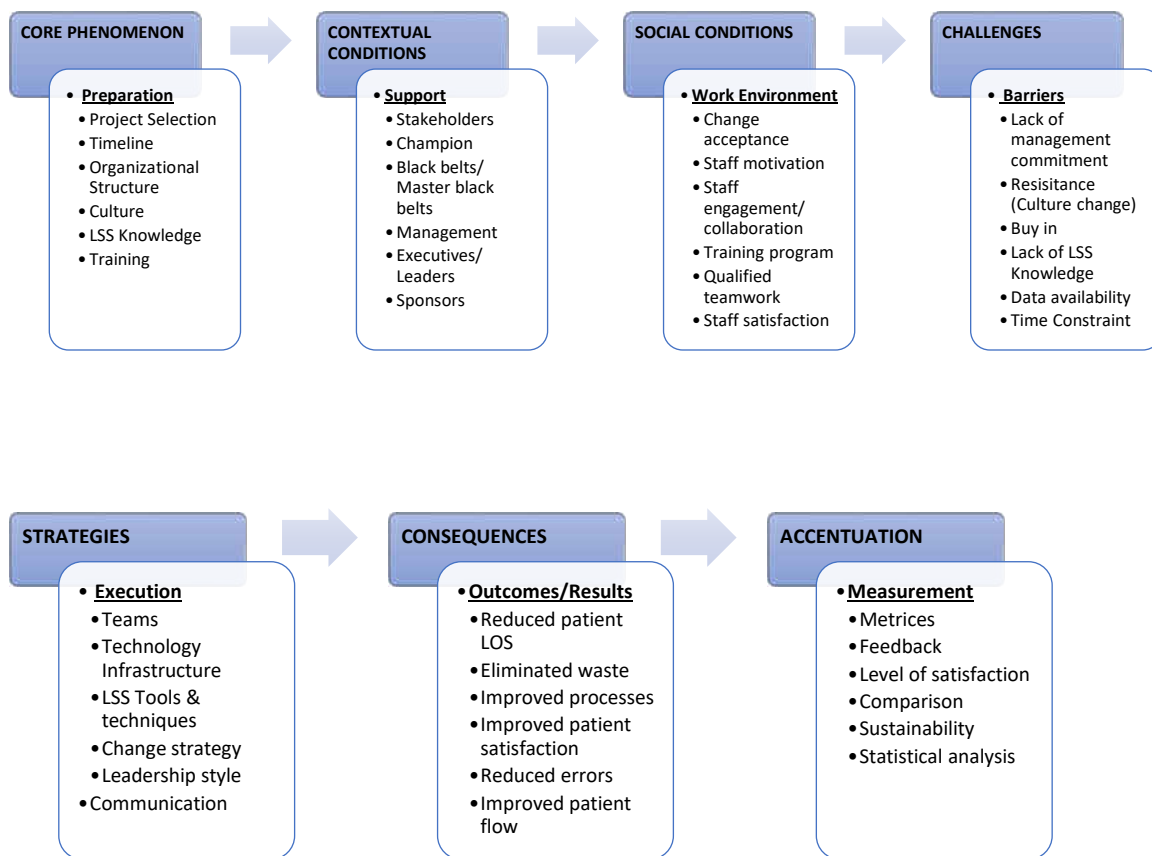 CORE PHENOMENON
• Preparation
• Project Selection
• Timeline
• Organizational
Structure
• Culture
• LSS Knowledge
• Training
CONTEXTUAL
CONDITIONS
• Support
• Stakeholders
• Champion
• Black belts/
Master black
belts
• Management
• Executives/
Leaders
• Sponsors
SOCIAL CONDITIONS
• Work Environment
• Change
acceptance
• Staff motivation
• Staff
engagement/
collaboration
• Training program
• Qualified
teamwork
• Staff satisfaction
CHALLENGES
• Barriers
• Lack of
management
commitment
• Resisitance
(Culture change)
• Buy in
• Lack of LSS
Knowledge
• Data availability
• Time Constraint
STRATEGIES
• Execution
• Teams
• Technology
Infrastructure
• LSS Tools &
techniques
• Change strategy
• Leadership style
• Communication
CONSEQUENCES
• Outcomes/Results
• Reduced patient
LOS
• Eliminated waste
• Improved processes
• Improved patient
satisfaction
• Reduced errors
• Improved patient
flow
ACCENTUATION
• Measurement
• Metrices
• Feedback
• Level of satisfaction
• Comparison
• Sustainability
• Statistical analysis